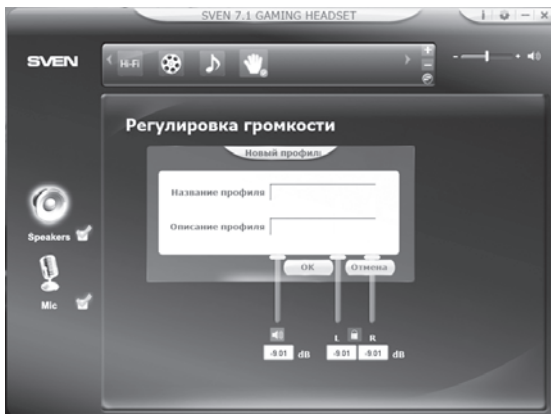 SVEN 7.1 GAMING HEADSET
SVEN
Hi-Fi
Регулировка громкости
Новый профиль
Название профиля
Описание профиля
ОК
Отмена
Speakers
Mic
L R
-9.01 dB -9.01 -9.01 dB